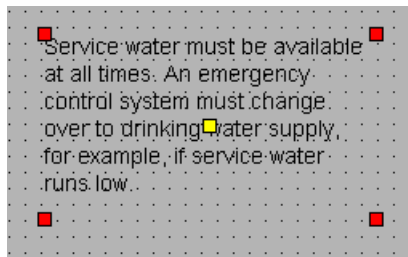 Service water must be available
at all times. An emergency
control system must change
over to drinking water supply,
for example, if service water
runs low.